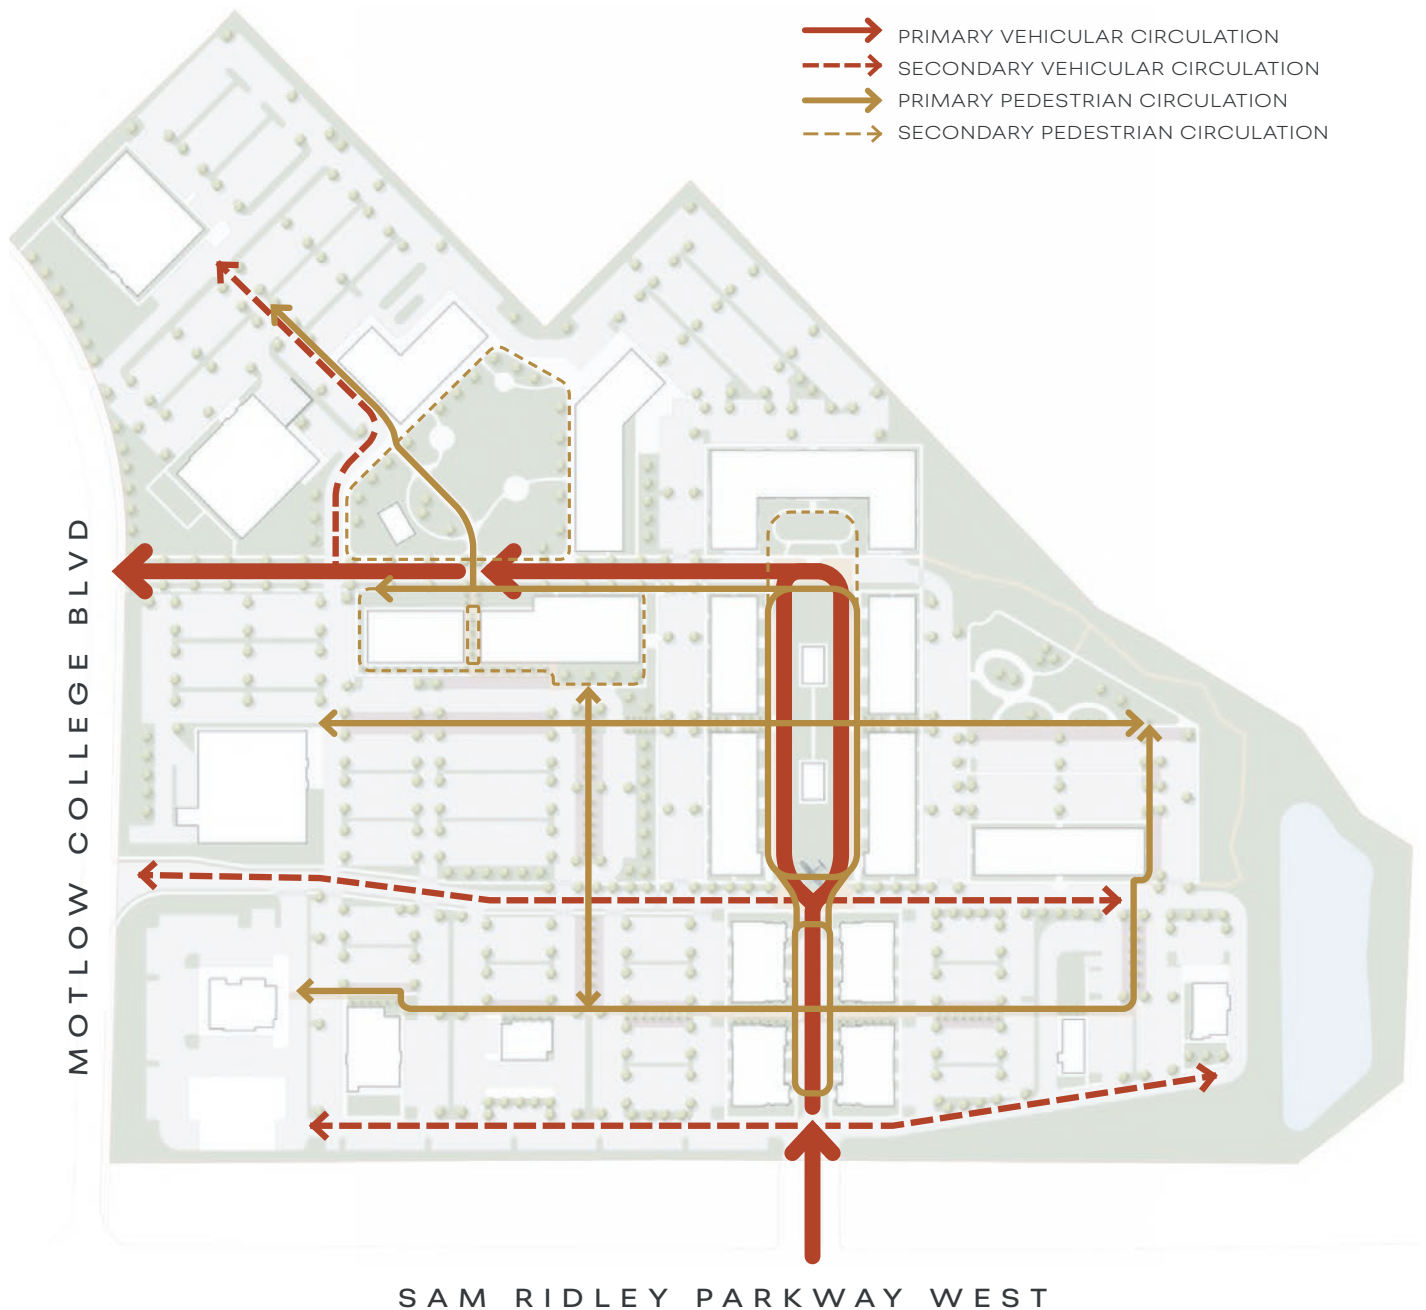 PRIMARY VEHICULAR CIRCULATION
SECONDARY VEHICULAR CIRCULATION
PRIMARY PEDESTRIAN CIRCULATION
SECONDARY PEDESTRIAN CIRCULATION
MOTLOW COLLEGE BLVD
SAM RIDLEY PARKWAY WEST